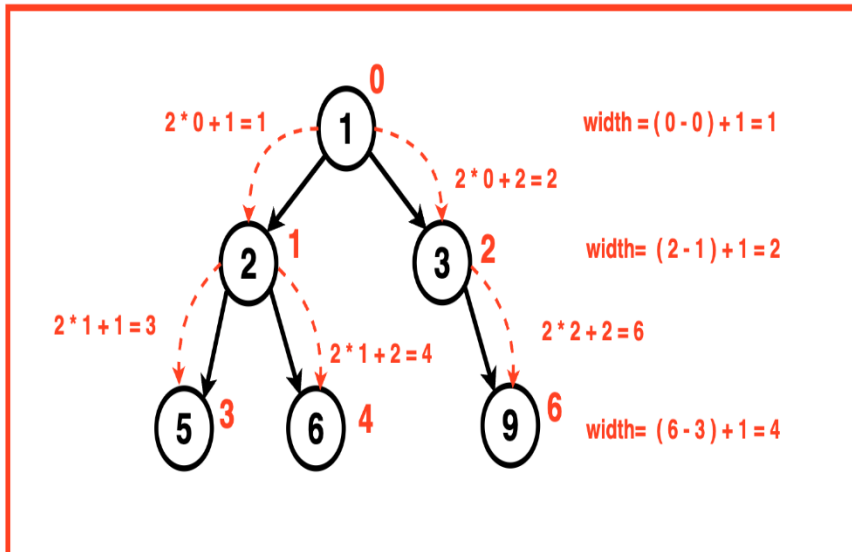 0
2 * 0 + 1 = 1
1
width = ( 0 - 0 ) + 1 = 1
2 * 0 + 2 = 2
2
1
3
2
width= ( 2 - 1 ) + 1 = 2
2 * 1 + 1 = 3
2 * 1 + 2 = 4
2 * 2 + 2 = 6
5
3
6
4
9
6
width= ( 6 - 3 ) + 1 = 4